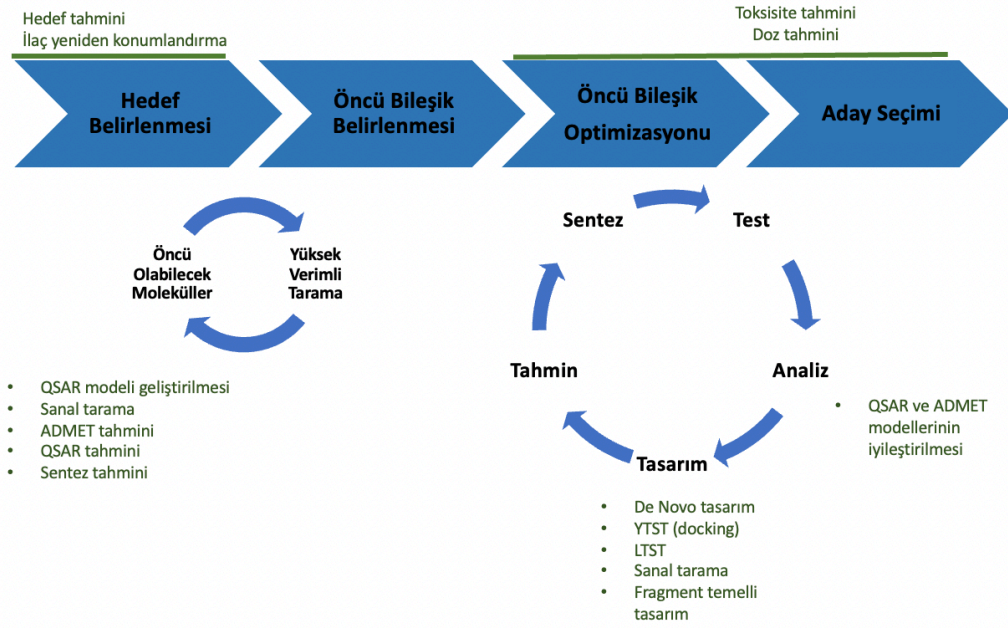 Hedef tahmini
İlaç yeniden konumlandırma
Toksisite tahmini
Doz tahmini
Hedef
Belirlenmesi
Öncü Bileşik
Belirlenmesi
Öncü Bileşik
Optimizasyonu
Aday Seçimi
Öncü
Olabilecek
Moleküller
Yüksek
Verimli
Tarama
• QSAR modeli geliştirilmesi
• Sanal tarama
• ADMET tahmini
• QSAR tahmini
• Sentez tahmini
Sentez
Test
Tahmin
Analiz
Tasarım
• QSAR ve ADMET
modellerinin
iyileştirilmesi
• De Novo tasarım
• YTST (docking)
• LTST
• Sanal tarama
• Fragment temelli
tasarım